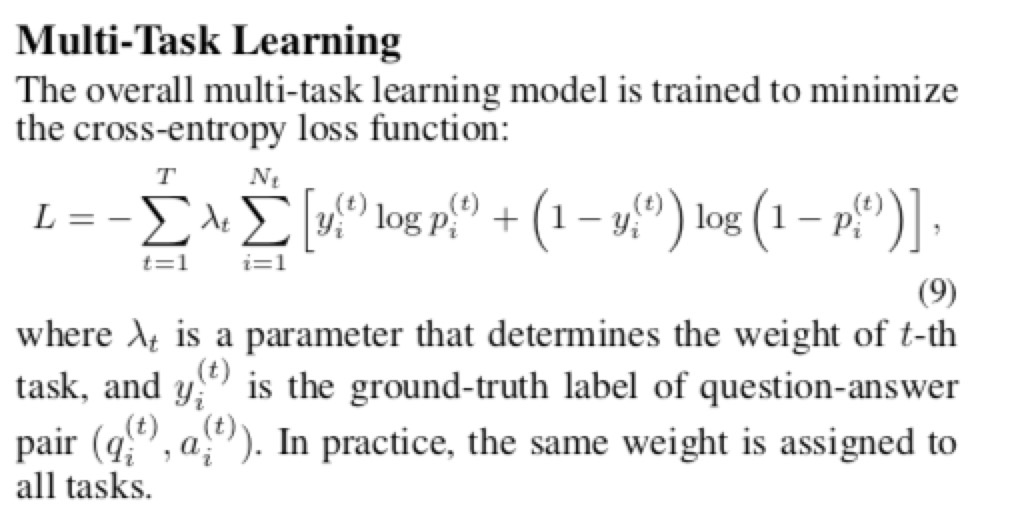 Multi-Task Learning
The overall multi-task learning model is trained to minimize
the cross-entropy loss function:
$L = -\sum_{t=1}^{T} \lambda_t \sum_{i=1}^{N_t} \left[ y_i^{(t)} \log p_i^{(t)} + \left(1 - y_i^{(t)}\right) \log \left(1 - p_i^{(t)}\right) \right],$
(9)
where $\lambda_t$ is a parameter that determines the weight of $t$-th
task, and $y_i^{(t)}$ is the ground-truth label of question-answer
pair $(q_i^{(t)}, a_i^{(t)})$. In practice, the same weight is assigned to
all tasks.